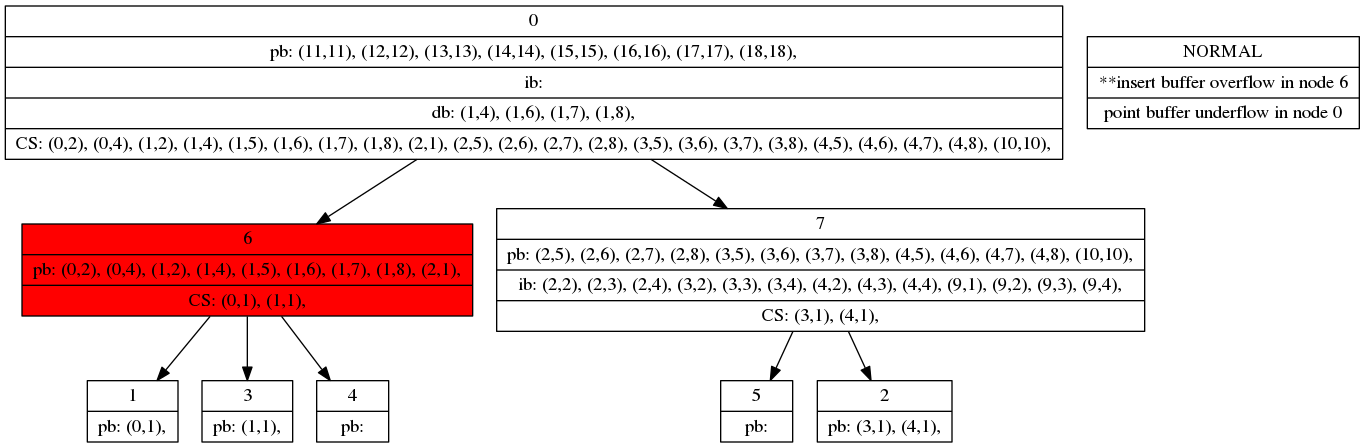 0
pb: (11,11), (12,12), (13,13), (14,14), (15,15), (16,16), (17,17), (18,18),
ib:
db: (1,4), (1,6), (1,7), (1,8),
CS: (0,2), (0,4), (1,2), (1,4), (1,5), (1,6), (1,7), (1,8), (2,1), (2,5), (2,6), (2,7), (2,8), (3,5), (3,6), (3,7), (3,8), (4,5), (4,6), (4,7), (4,8), (10,10),
NORMAL
**insert buffer overflow in node 6
point buffer underflow in node 0
6
pb: (0,2), (0,4), (1,2), (1,4), (1,5), (1,6), (1,7), (1,8), (2,1),
CS: (0,1), (1,1),
7
pb: (2,5), (2,6), (2,7), (2,8), (3,5), (3,6), (3,7), (3,8), (4,5), (4,6), (4,7), (4,8), (10,10),
ib: (2,2), (2,3), (2,4), (3,2), (3,3), (3,4), (4,2), (4,3), (4,4), (9,1), (9,2), (9,3), (9,4),
CS: (3,1), (4,1),
1
pb: (0,1),
3
pb: (1,1),
4
pb:
5
pb:
2
pb: (3,1), (4,1),